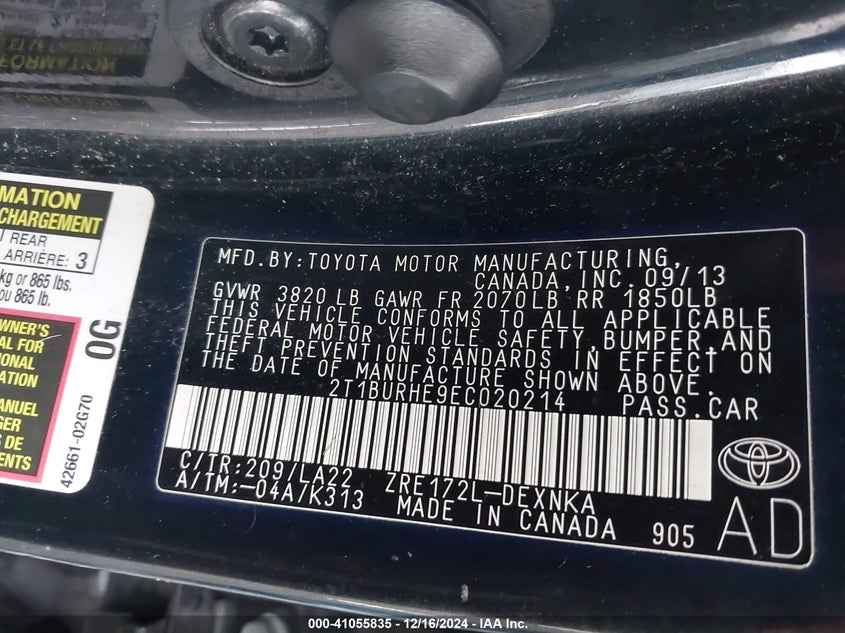 FORMATION
MATION
CHARGEMENT
REAR
ARRIÈRE: 3
kg or 865 lbs.
ou 865 lb.
OWNER'S
AL FOR
IONAL
ATION
ANUEL
GER
S DE
EMENTS
0G
42661-02G70
MFD.BY:TOYOTA MOTOR MANUFACTURING,
CANADA, INC. 09/13
GVWR 3820 LB GAWR FR 2070LB RR 1850LB
THIS VEHICLE CONFORMS TO ALL APPLICABLE
FEDERAL MOTOR VEHICLE SAFETY,BUMPER,AND
THEFT PREVENTION STANDARDS IN EFFECT ON
THE DATE OF MANUFACTURE SHOWN ABOVE.
2T1BURHE9EC020214 PASS.CAR
C/TR:209/LA22 ZRE172L-DEXNKA
A/TM:-04A/K313 MADE IN CANADA 905
AD
000-41055835 - 12/16/2024 - IAA Inc.